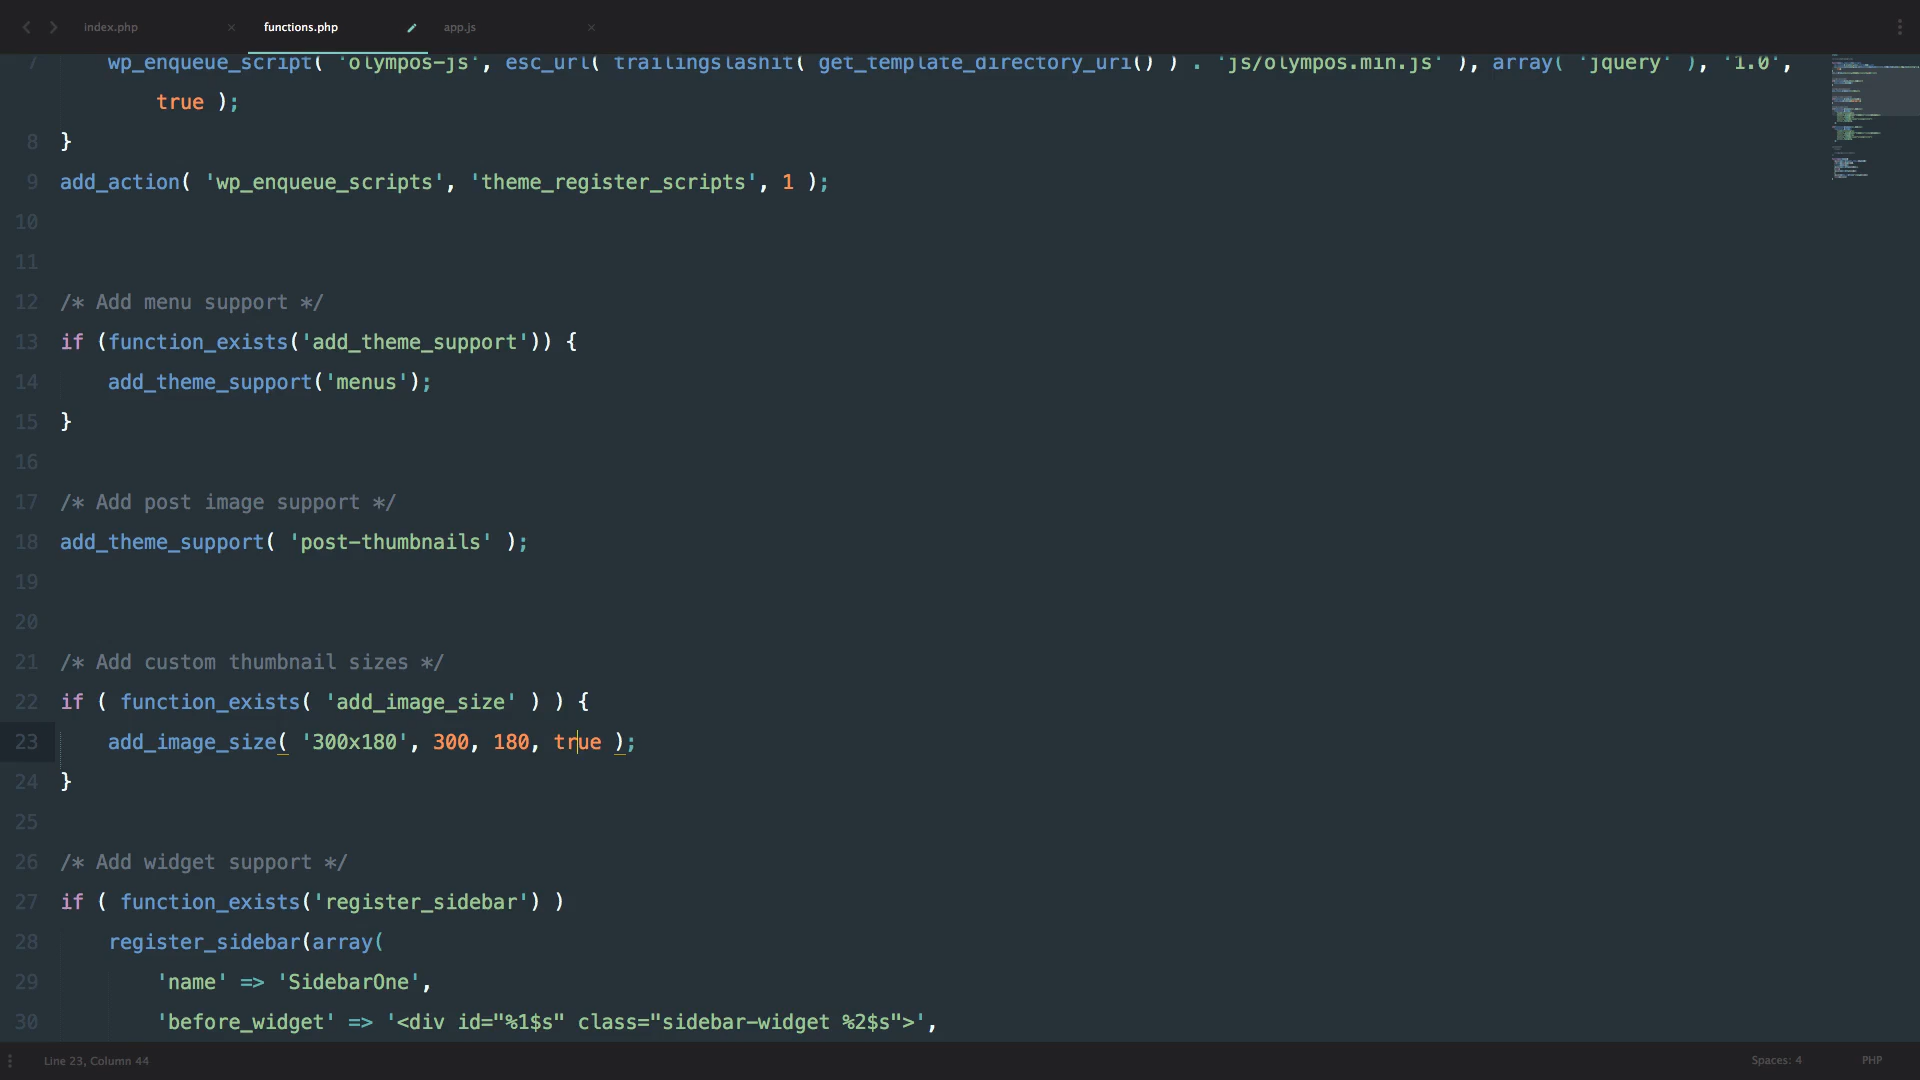 index.php
functions.php
app.js
7 wp_enqueue_script( 'olympos-js', esc_url( trailingslashit( get_template_directory_uri() ) . 'js/olympos.min.js' ), array( 'jquery' ), '1.0',
true );
8 }
9 add_action( 'wp_enqueue_scripts', 'theme_register_scripts', 1 );
10
11
12 /* Add menu support */
13 if (function_exists('add_theme_support')) {
14 add_theme_support('menus');
15 }
16
17 /* Add post image support */
18 add_theme_support( 'post-thumbnails' );
19
20
21 /* Add custom thumbnail sizes */
22 if ( function_exists( 'add_image_size' ) ) {
23 add_image_size( '300x180', 300, 180, true );
24 }
25
26 /* Add widget support */
27 if ( function_exists('register_sidebar') )
28 register_sidebar(array(
29 'name' => 'SidebarOne',
30 'before_widget' => '<div id="%1$s" class="sidebar-widget %2$s">',
Line 23, Column 44
Spaces: 4
PHP